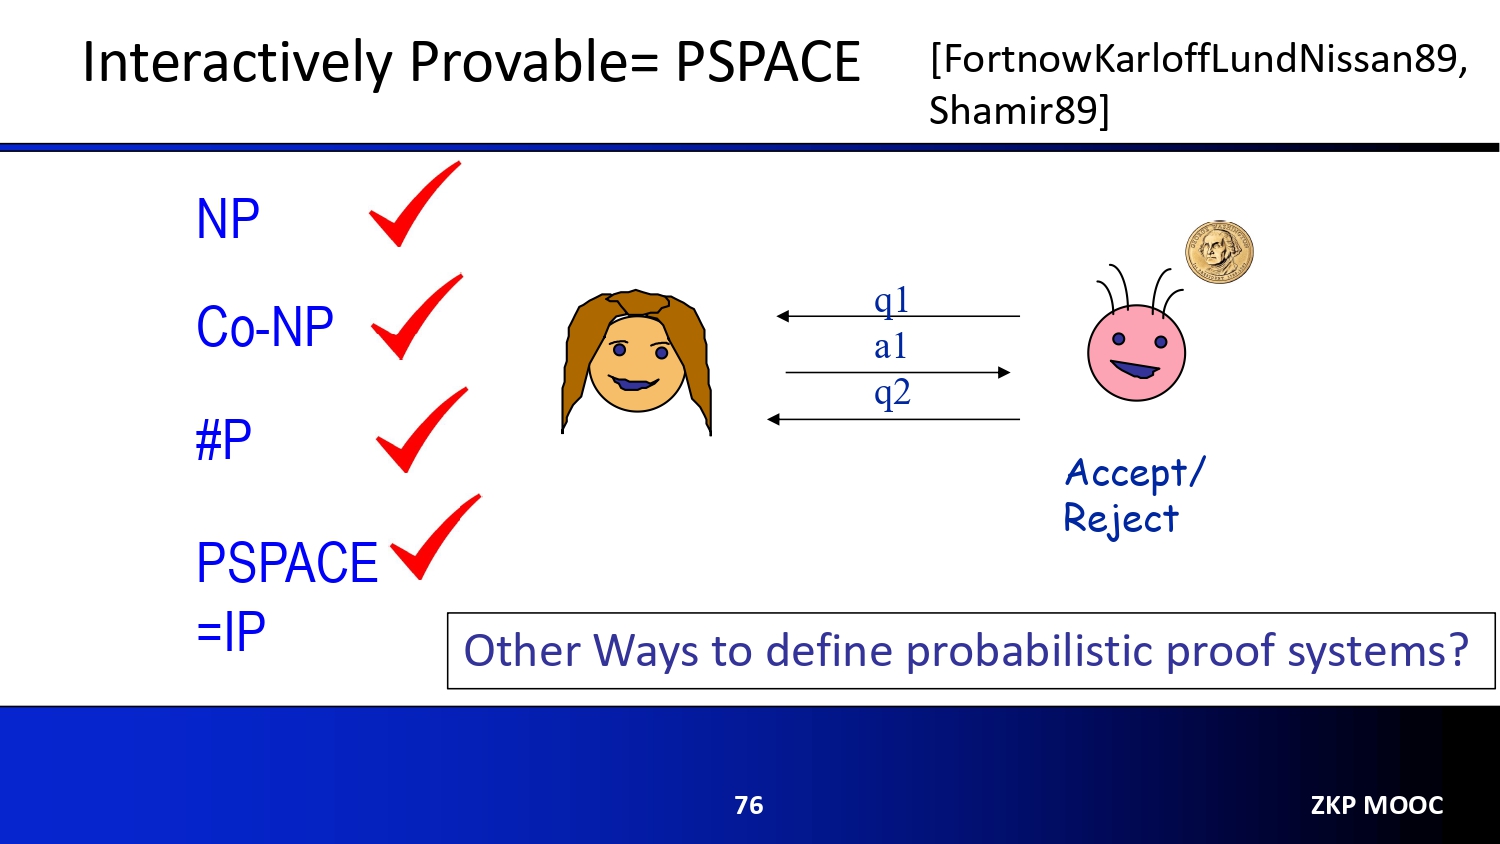 Interactively Provable= PSPACE
[FortnowKarloffLundNissan89,
Shamir89]
NP
Co-NP
#P
PSPACE
=IP
q1
a1
q2
Accept/
Reject
Other Ways to define probabilistic proof systems?
76
ZKP MOOC